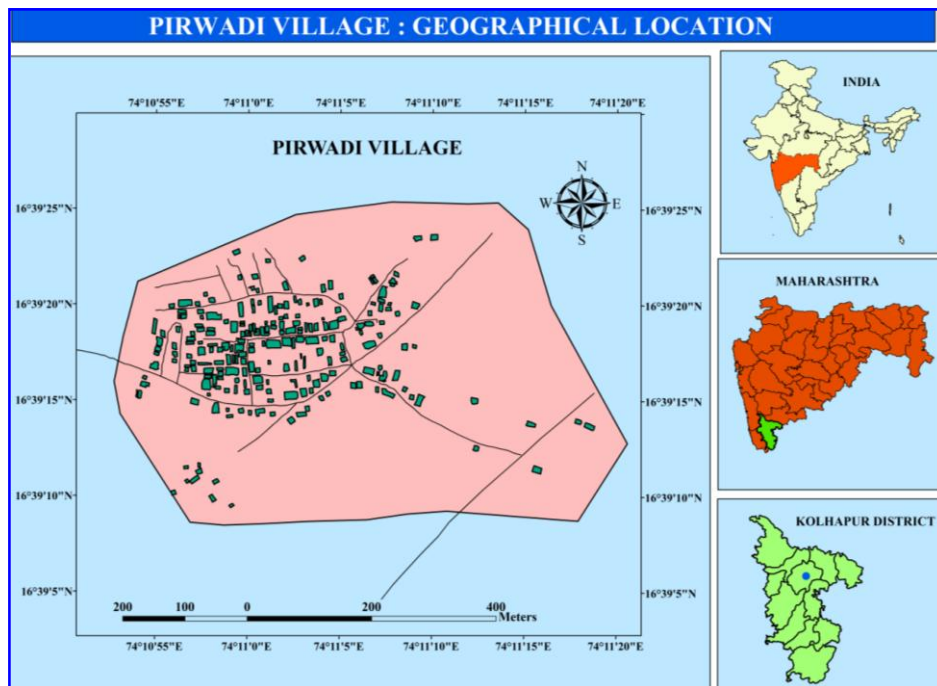 PIRWADI VILLAGE : GEOGRAPHICAL LOCATION
74°10'55"E 74°11'0"E 74°11'5"E 74°11'10"E 74°11'15"E 74°11'20"E
PIRWADI VILLAGE
N
W E
S
16°39'25"N 16°39'25"N
16°39'20"N 16°39'20"N
16°39'15"N 16°39'15"N
16°39'10"N 16°39'10"N
16°39'5"N 16°39'5"N
200 100 0 200 400
Meters
74°10'55"E 74°11'0"E 74°11'5"E 74°11'10"E 74°11'15"E 74°11'20"E
INDIA
MAHARASHTRA
KOLHAPUR DISTRICT